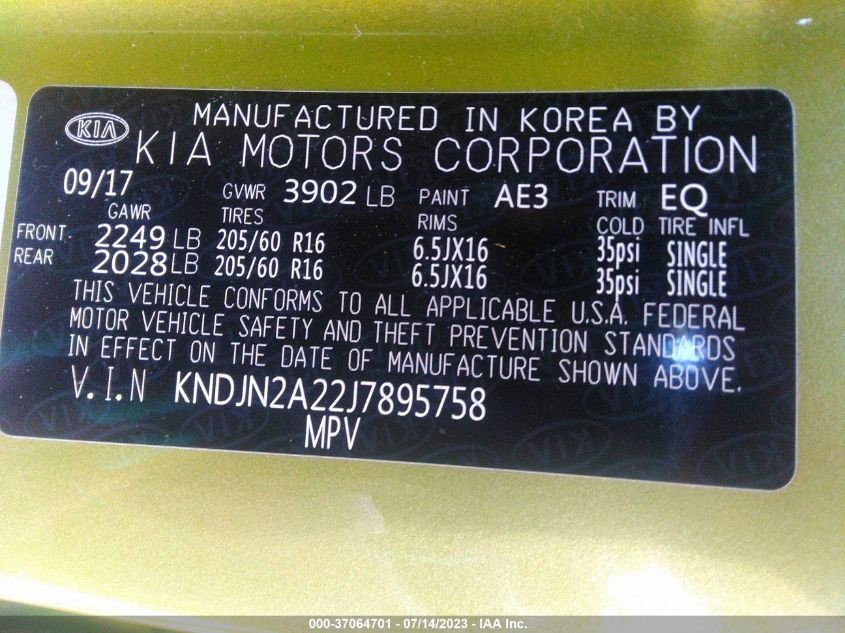 KIA
MANUFACTURED IN KOREA BY
KIA MOTORS CORPORATION
09/17 GVWR 3902 LB PAINT AE3 TRIM EQ
GAWR TIRES RIMS COLD TIRE INFL
FRONT 2249 LB 205/60 R16 6.5JX16 35psi SINGLE
REAR 2028 LB 205/60 R16 6.5JX16 35psi SINGLE
THIS VEHICLE CONFORMS TO ALL APPLICABLE U.S.A. FEDERAL
MOTOR VEHICLE SAFETY AND THEFT PREVENTION STANDARDS
IN EFFECT ON THE DATE OF MANUFACTURE SHOWN ABOVE.
V.I.N KNDJN2A22J7895758
MPV
000-37064701 - 07/14/2023 - IAA Inc.